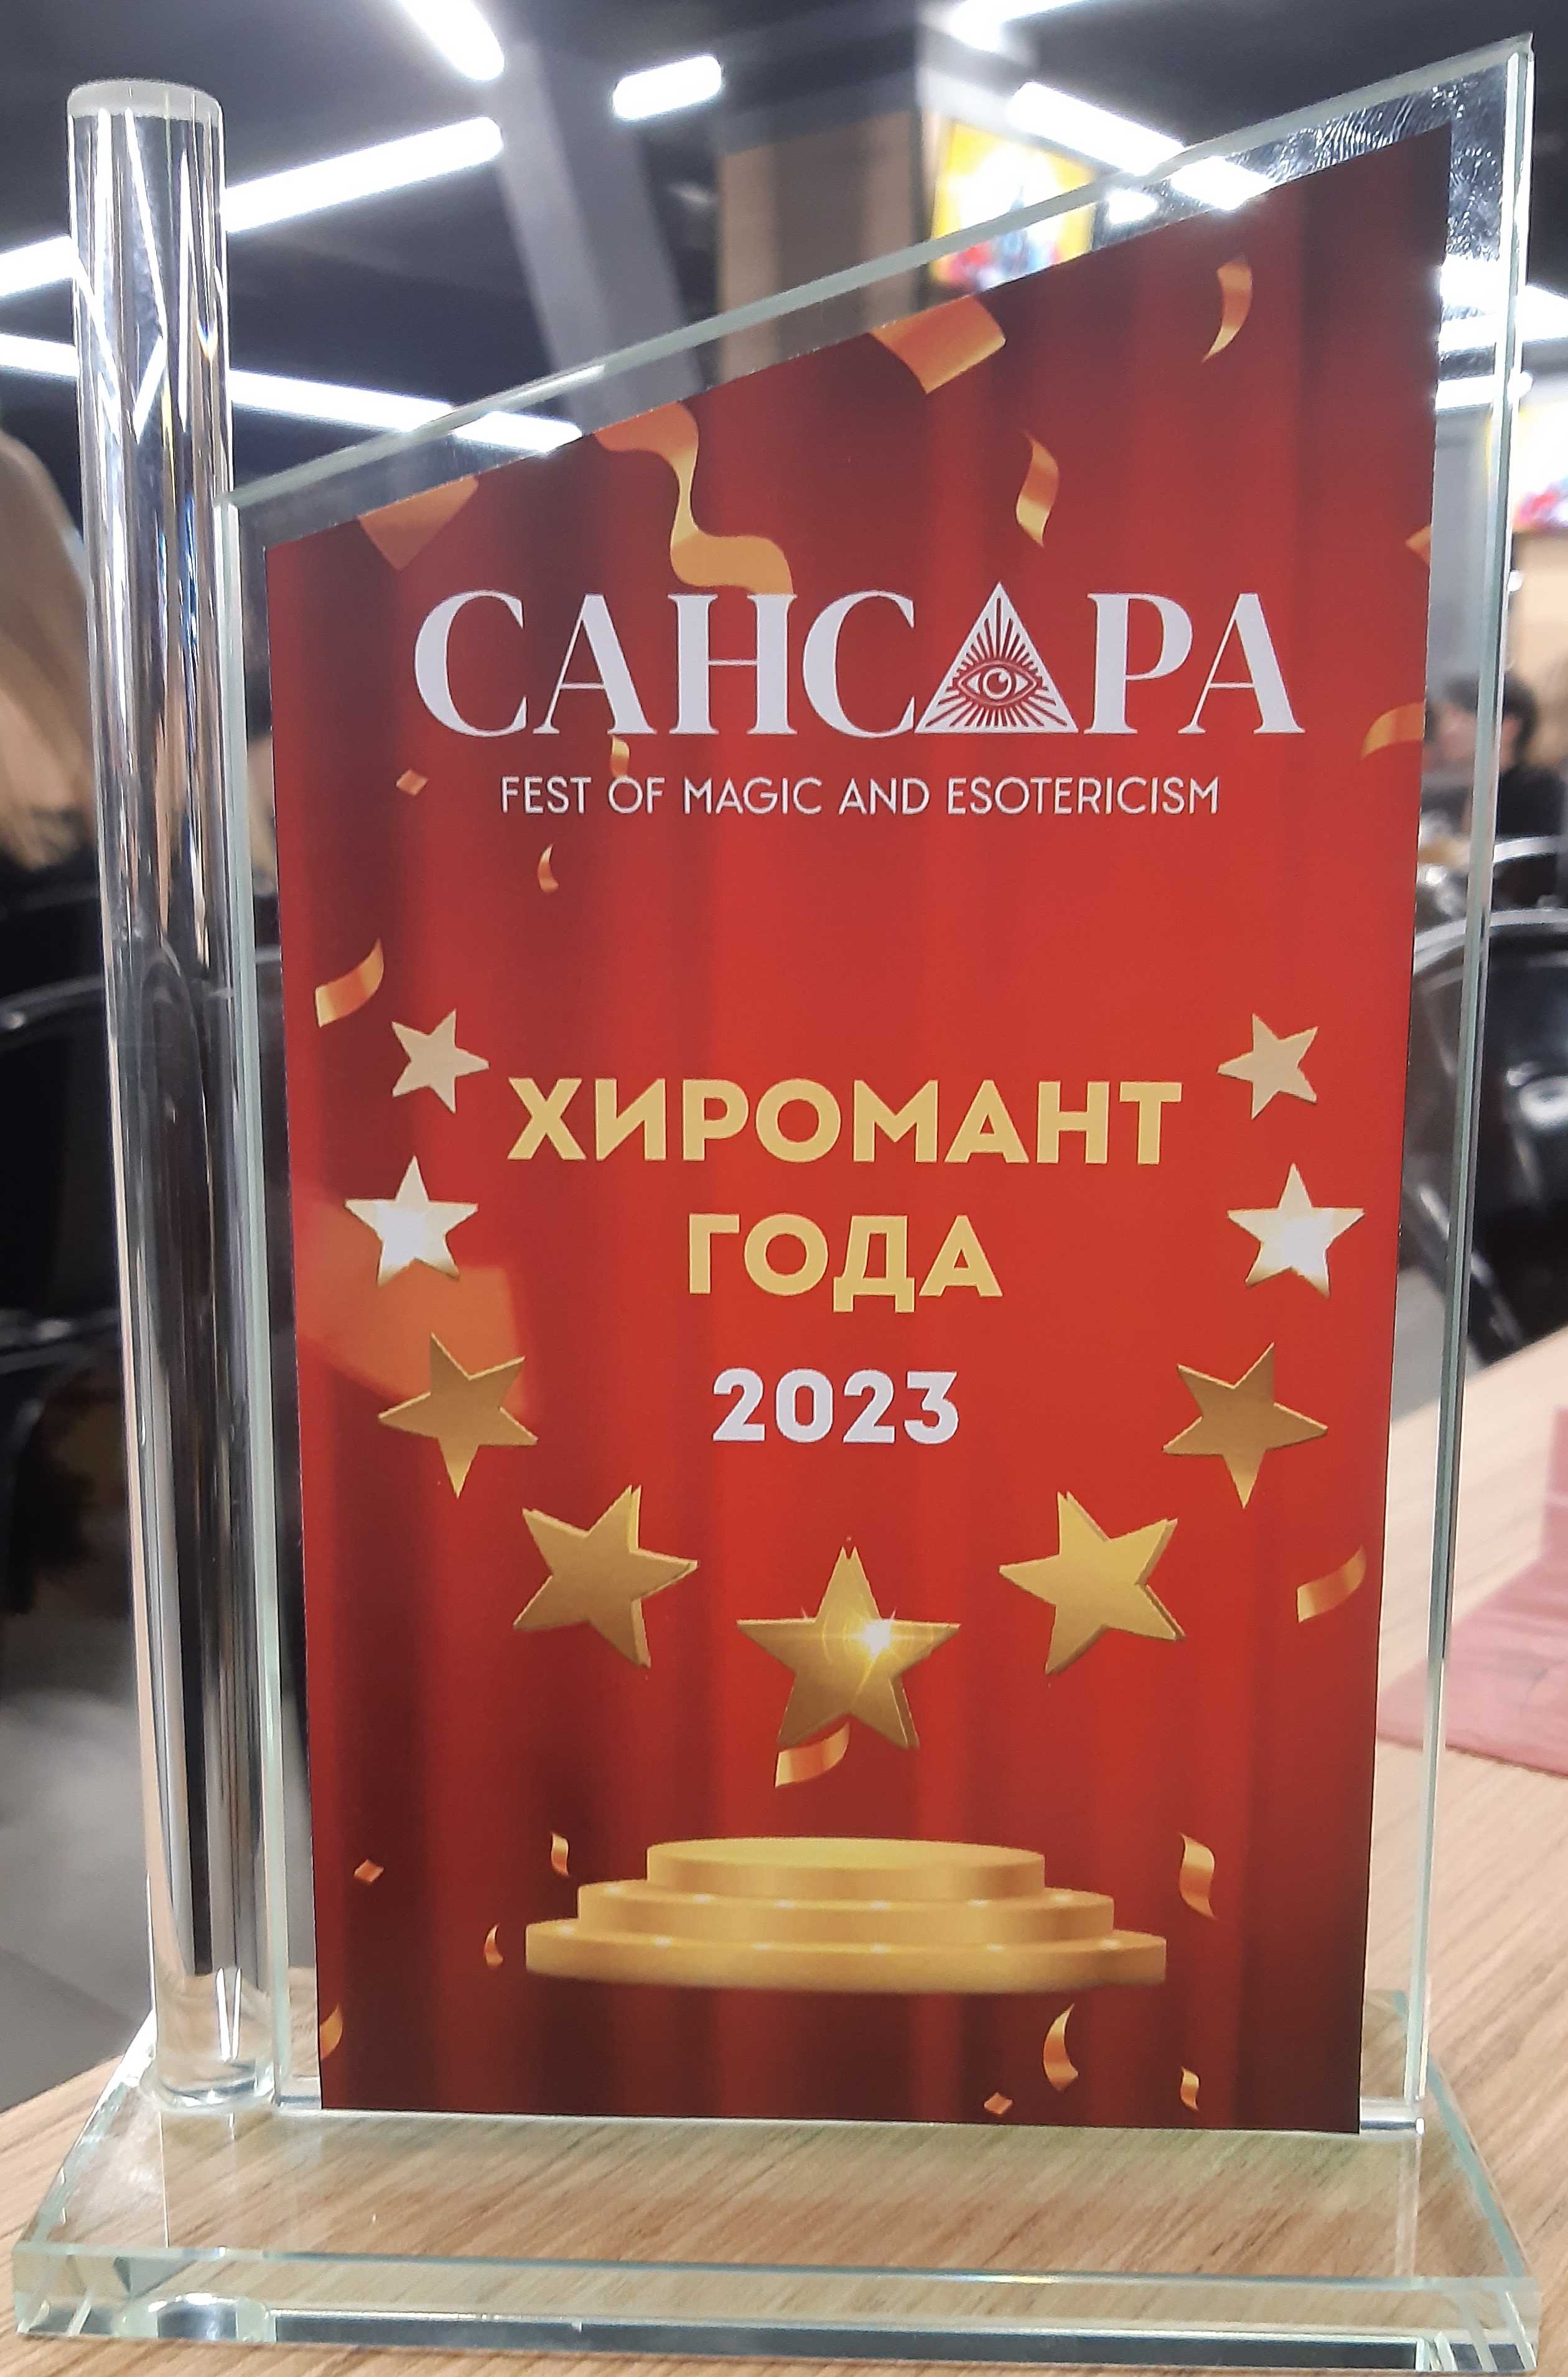 САНСАРА
FEST OF MAGIC AND ESOTERICISM
ХИРОМАНТ
ГОДА
2023